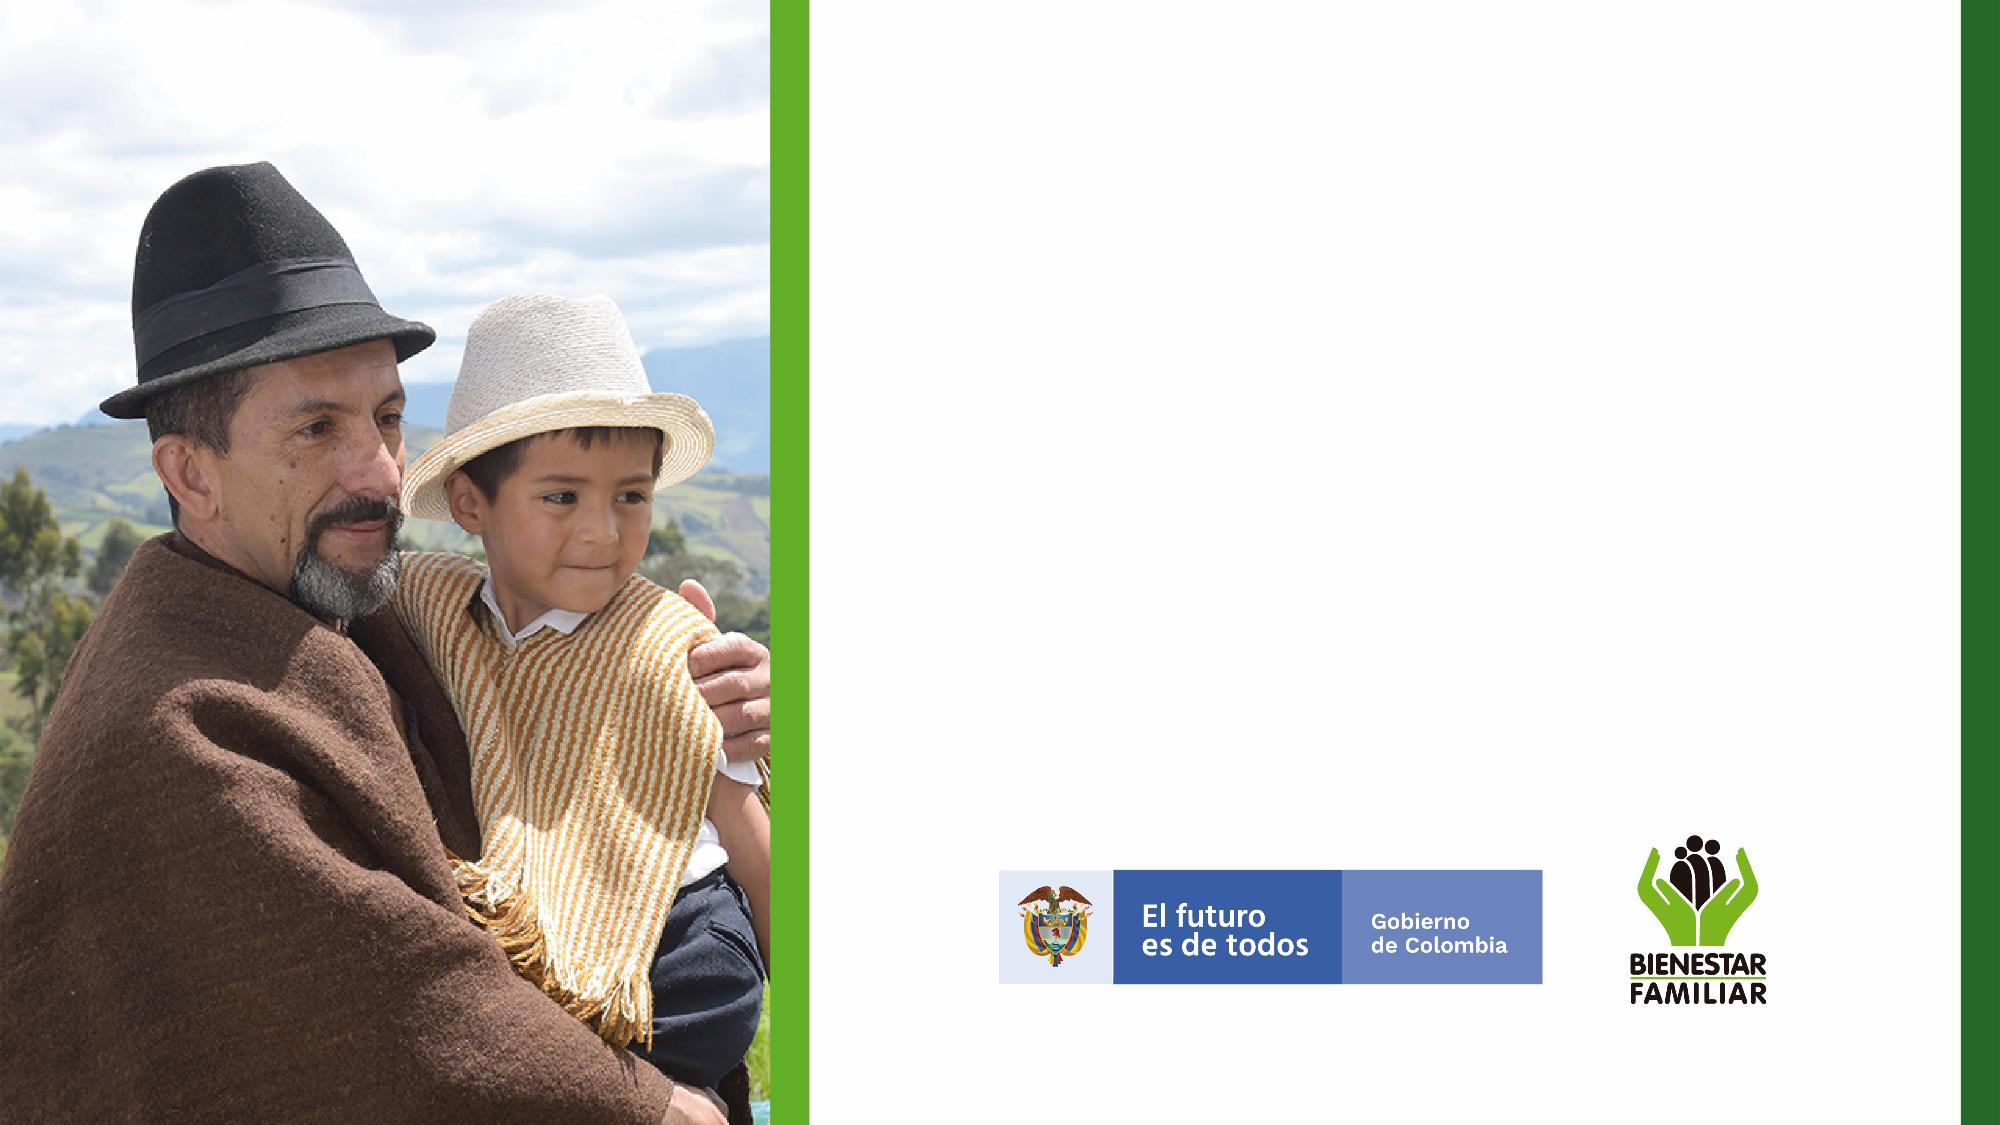 El futuro
es de todos
Gobierno
de Colombia
BIENESTAR
FAMILIAR